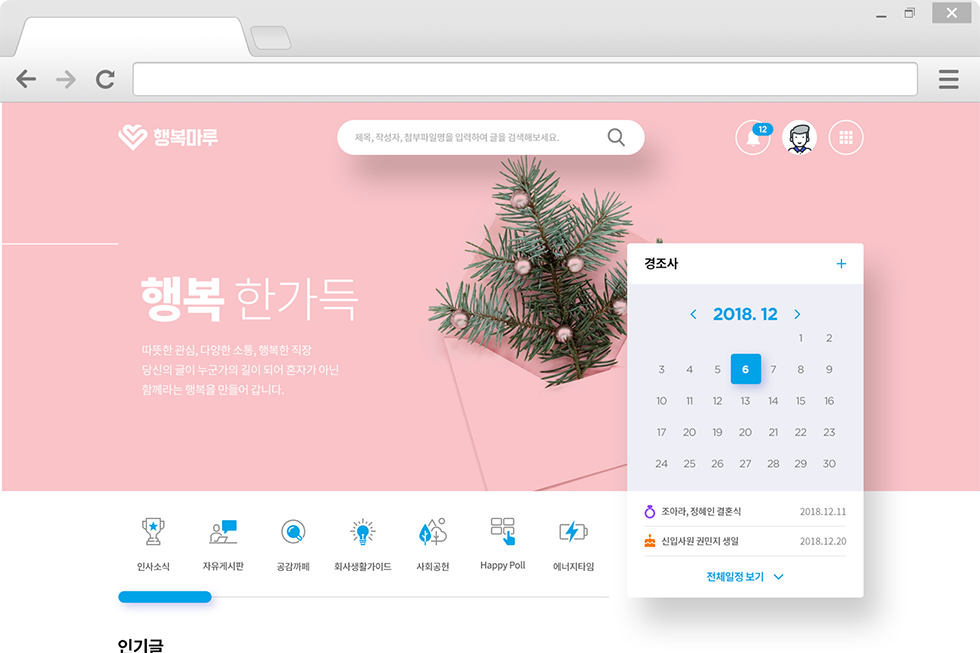 행복마루
제목, 작성자, 첨부파일명을 입력하여 글을 검색해보세요.
12
행복 한가득
따뜻한 관심, 다양한 소통, 행복한 직장
당신의 글이 누군가의 길이 되어 혼자가 아닌
함께라는 행복을 만들어 갑니다.
경조사 +
2018. 12
1 2
3 4 5 6 7 8 9
10 11 12 13 14 15 16
17 20 19 20 21 22 23
24 25 26 27 28 29 30
조아라, 정혜인 결혼식 2018.12.11
신입사원 권민지 생일 2018.12.20
전체일정 보기
인사소식 자유게시판 공감까페 회사생활가이드 사회공헌 Happy Poll 에너지타임
인기글